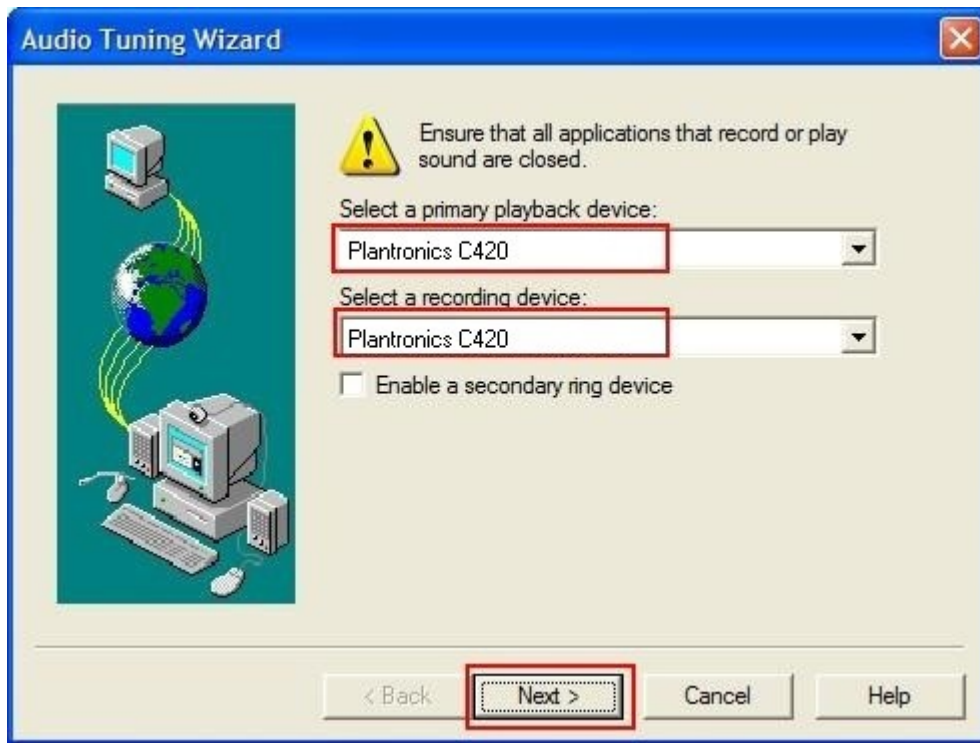 Audio Tuning Wizard
Ensure that all applications that record or play
sound are closed.
Select a primary playback device:
Plantronics C420
Select a recording device:
Plantronics C420
Enable a secondary ring device
< Back Next > Cancel Help